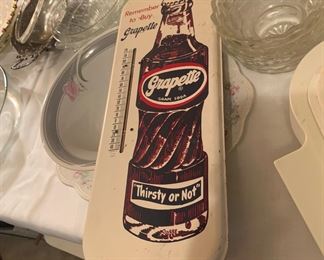 Remember
to Buy
Grapette
Grapette
GRAPE SODA
"Thirsty or Not"